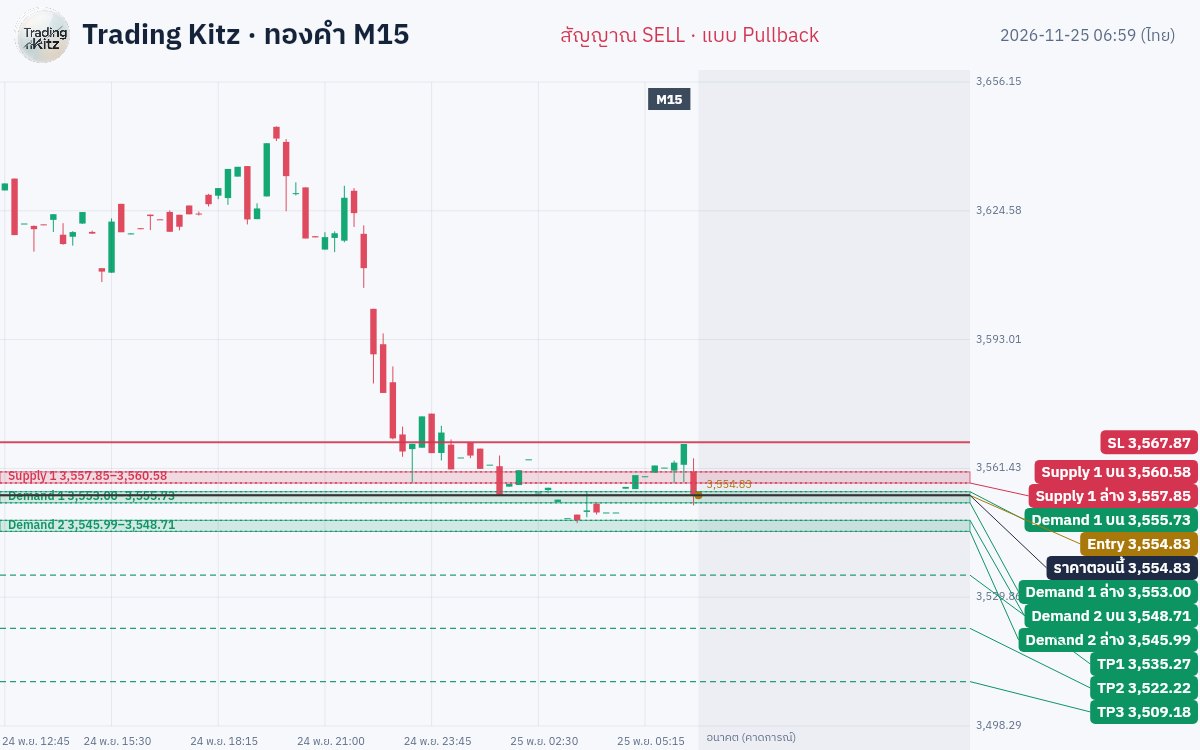 Trading Kitz
Trading Kitz · ทองคำ M15
สัญญาณ SELL · แบบ Pullback
2026-11-25 06:59 (ไทย)
M15
3,656.15
3,624.58
3,593.01
3,561.43
3,529.86
3,498.29
Supply 1 3,557.85–3,560.58
Demand 1 3,553.00–3,555.73
Demand 2 3,545.99–3,548.71
3,554.83
SL 3,567.87
Supply 1 บน 3,560.58
Supply 1 ล่าง 3,557.85
Demand 1 บน 3,555.73
Entry 3,554.83
ราคาตอนนี้ 3,554.83
Demand 1 ล่าง 3,553.00
Demand 2 บน 3,548.71
Demand 2 ล่าง 3,545.99
TP1 3,535.27
TP2 3,522.22
TP3 3,509.18
24 พ.ย. 12:45
24 พ.ย. 15:30
24 พ.ย. 18:15
24 พ.ย. 21:00
24 พ.ย. 23:45
25 พ.ย. 02:30
25 พ.ย. 05:15
อนาคต (คาดการณ์)